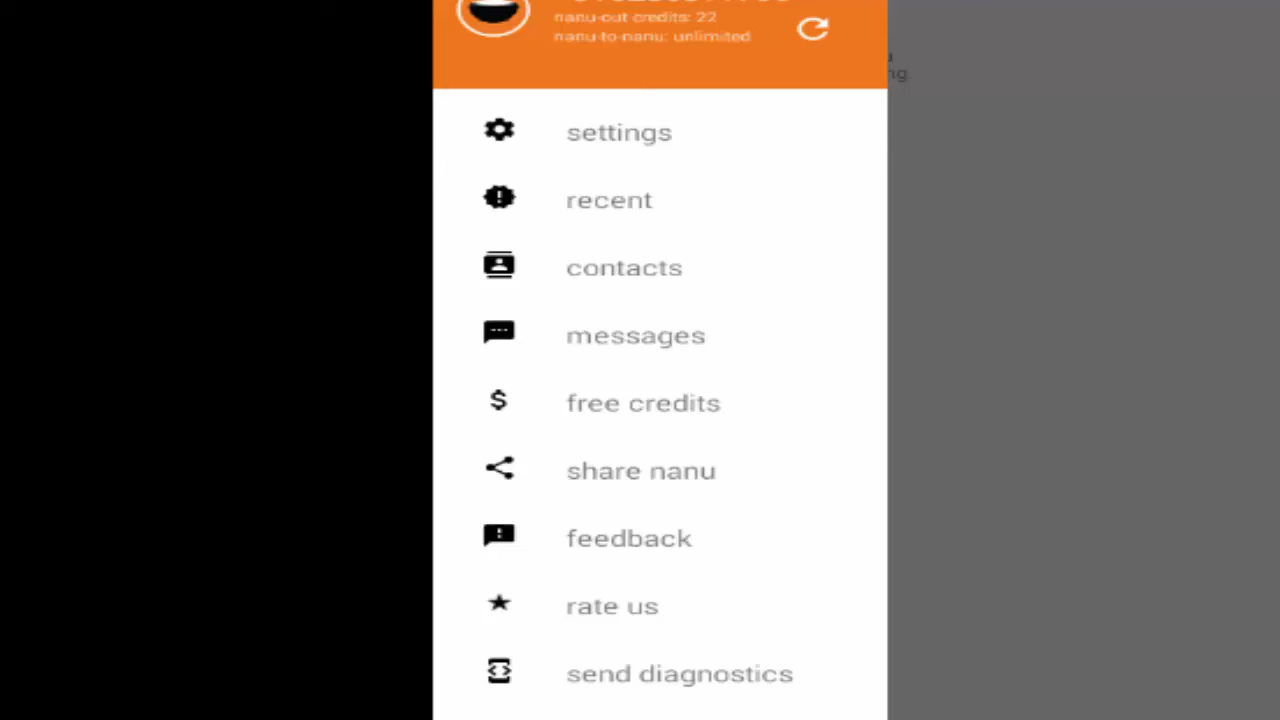 nanu-out credits: 22
nanu-to-nanu: unlimited
settings
recent
contacts
messages
free credits
share nanu
feedback
rate us
send diagnostics